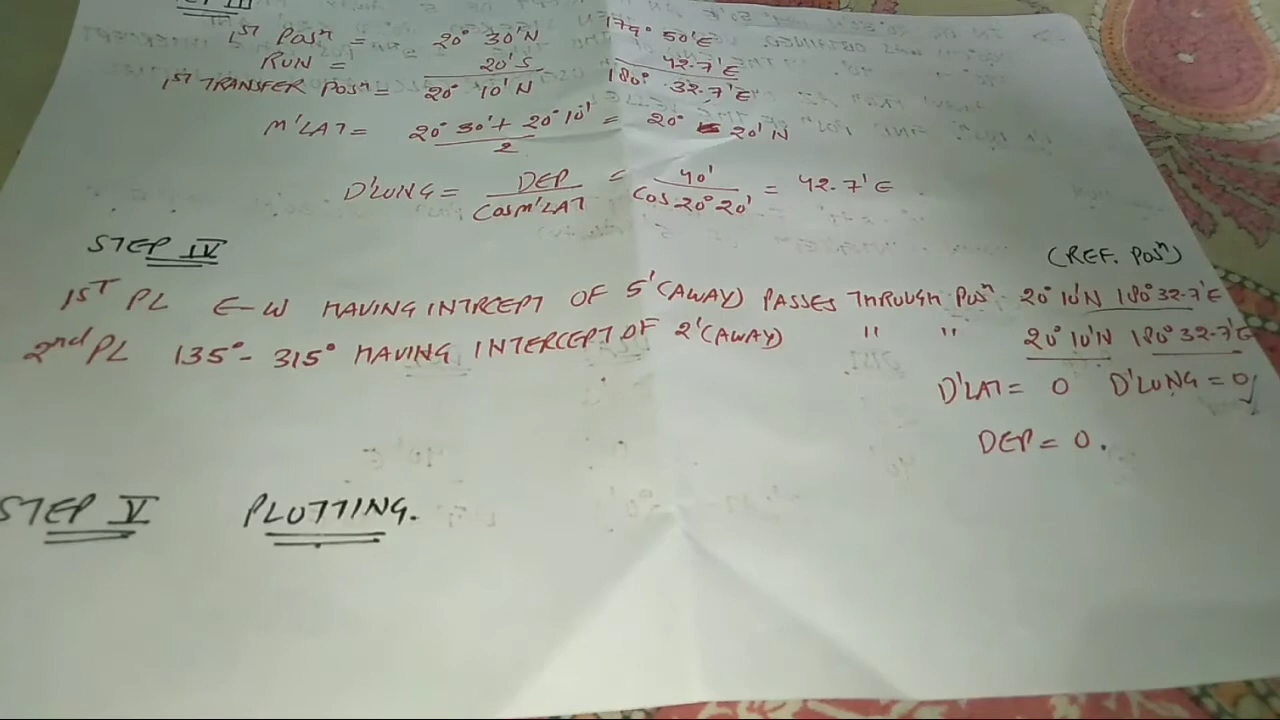 1ST POSN = 20° 30'N 179° 50'E
RUN = = 20'S 42.7'E
1ST TRANSFER POSN = 20° 10'N 180° 32.7'E
M'LAT = 20° 30' + 20° 10' / 2 = 20° 20'N
D'LONG = DEP / COSM'LAT = 40' / COS 20° 20' = 42.7'E
STEP IV
(REF. POSN)
1ST PL E-W HAVING INTRCEPT OF 5'(AWAY) PASSES THROUGH POSN 20° 10'N 180° 32.7'E
2nd PL 135° - 315° HAVING INTERCEPT OF 2'(AWAY) " " 20° 10'N 180° 32.7'E
D'LAT = 0 D'LONG = 0
DEP = 0.
STEP V PLOTTING.